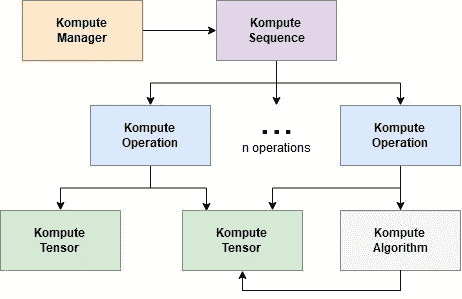 Kompute
Manager
Kompute
Sequence
Kompute
Operation
...
n operations
Kompute
Operation
Kompute
Tensor
Kompute
Tensor
Kompute
Algorithm